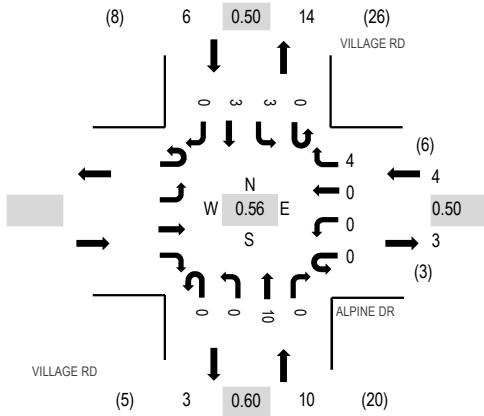 (8) 6 0.50 14 (26)
VILLAGE RD
0 3 3 0
(6)
4
4
N
0
0.50
W 0.56 E
0
3
S
0
(3)
0 0 10 0
ALPINE DR
VILLAGE RD
(5) 3 0.60 10 (20)